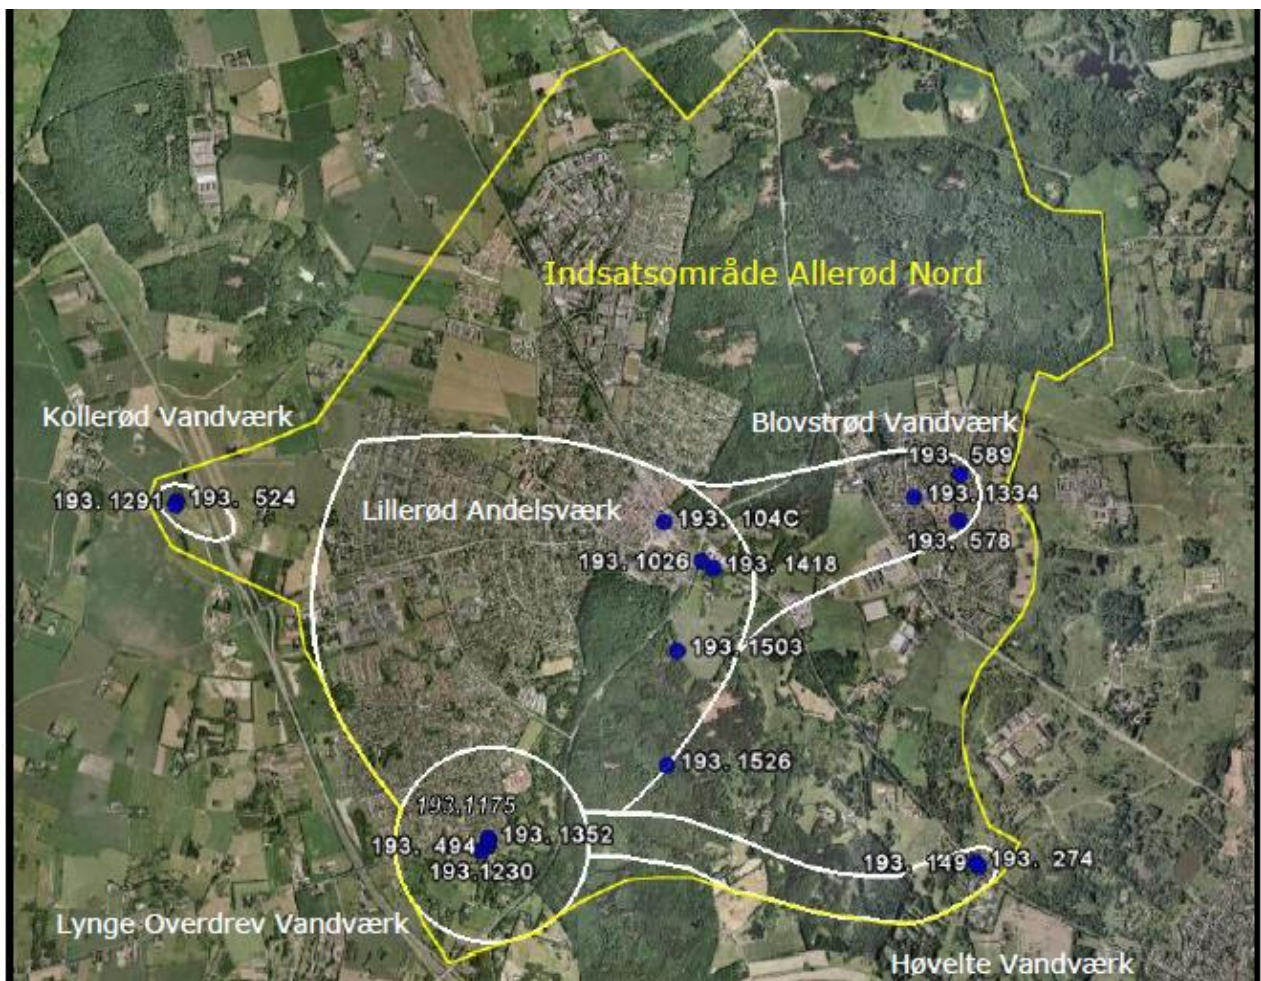 Indsatsområde Allerød Nord
Kollerød Vandværk
Blovstrød Vandværk
193. 589
193.1291 193. 524
193.1334
Lillerød Andelsværk
193. 104C
193. 578
193. 1026 193. 1418
193.1503
193. 1526
193.1175
193. 494 193. 1352
193.1230
193. 149 193. 274
Lynge Overdrev Vandværk
Høvelte Vandværk